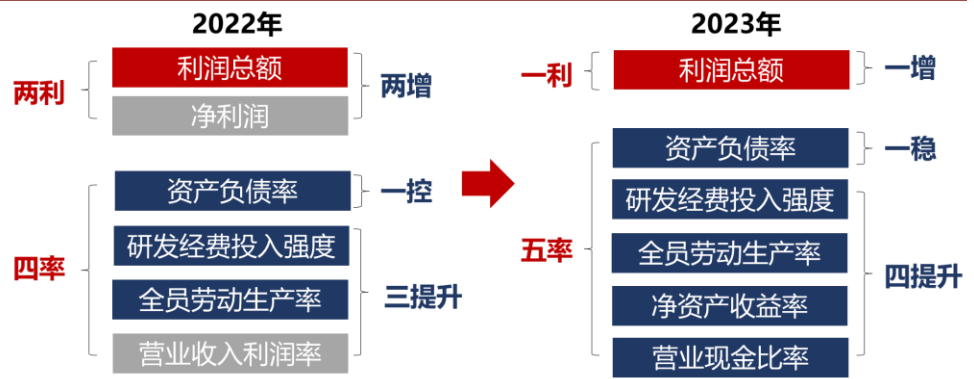 2022年
两利
利润总额
净利润
两增
四率
资产负债率
一控
研发经费投入强度
全员劳动生产率
营业收入利润率
三提升
2023年
一利
利润总额
一增
五率
资产负债率
一稳
研发经费投入强度
全员劳动生产率
净资产收益率
营业现金比率
四提升